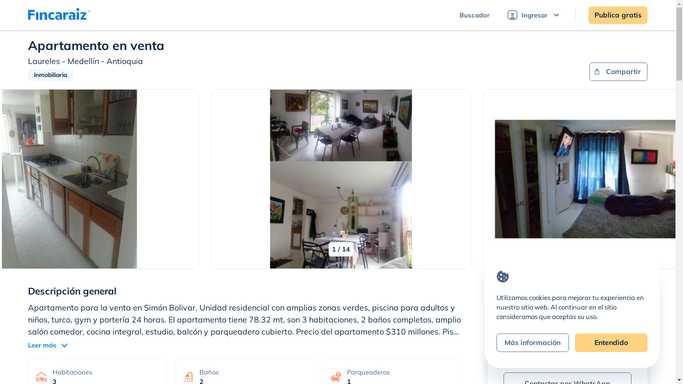 Fincaraiz
Buscador
Ingresar
Publica gratis
Apartamento en venta
Laureles - Medellín - Antioquia
Inmobiliaria
Compartir
1 / 14
Descripción general
Apartamento para la venta en Simón Bolivar. Unidad residencial con amplias zonas verdes, piscina para adultos y
niños, turco, gym y portería 24 horas. El apartamento tiene 78.32 mt, son 3 habitaciones, 2 baños completos, amplio
salón comedor, cocina integral, estudio, balcón y parqueadero cubierto. Precio del apartamento $310 millones. Pis...
Leer más
Habitaciones
3
Baños
2
Parqueaderos
1
Utilizamos cookies para mejorar tu experiencia en
nuestro sitio web. Al continuar en el sitio
consideramos que aceptas su uso.
Más información
Entendido
Contactar por WhatsApp